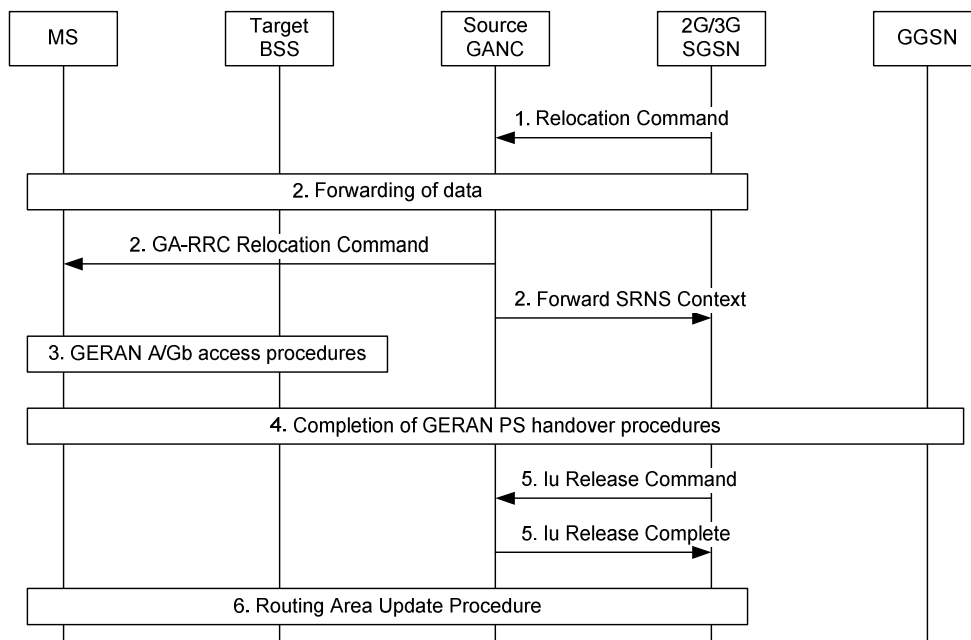 MS
Target
BSS
Source
GANC
2G/3G
SGSN
GGSN
1. Relocation Command
2. Forwarding of data
2. GA-RRC Relocation Command
2. Forward SRNS Context
3. GERAN A/Gb access procedures
4. Completion of GERAN PS handover procedures
5. Iu Release Command
5. Iu Release Complete
6. Routing Area Update Procedure